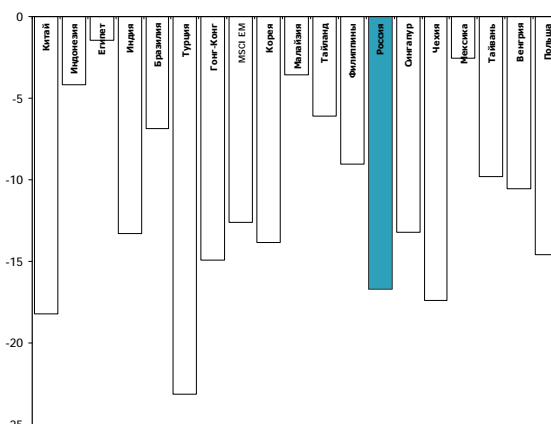 0
-5
-10
-15
-20
-25
Китай
Индонезия
Египет
Индия
Бразилия
Турция
Гонг-Конг
MSCI EM
Корея
Малайзия
Тайланд
Филиппины
Россия
Сингапур
Чехия
Мексика
Тайвань
Венгрия
Польша